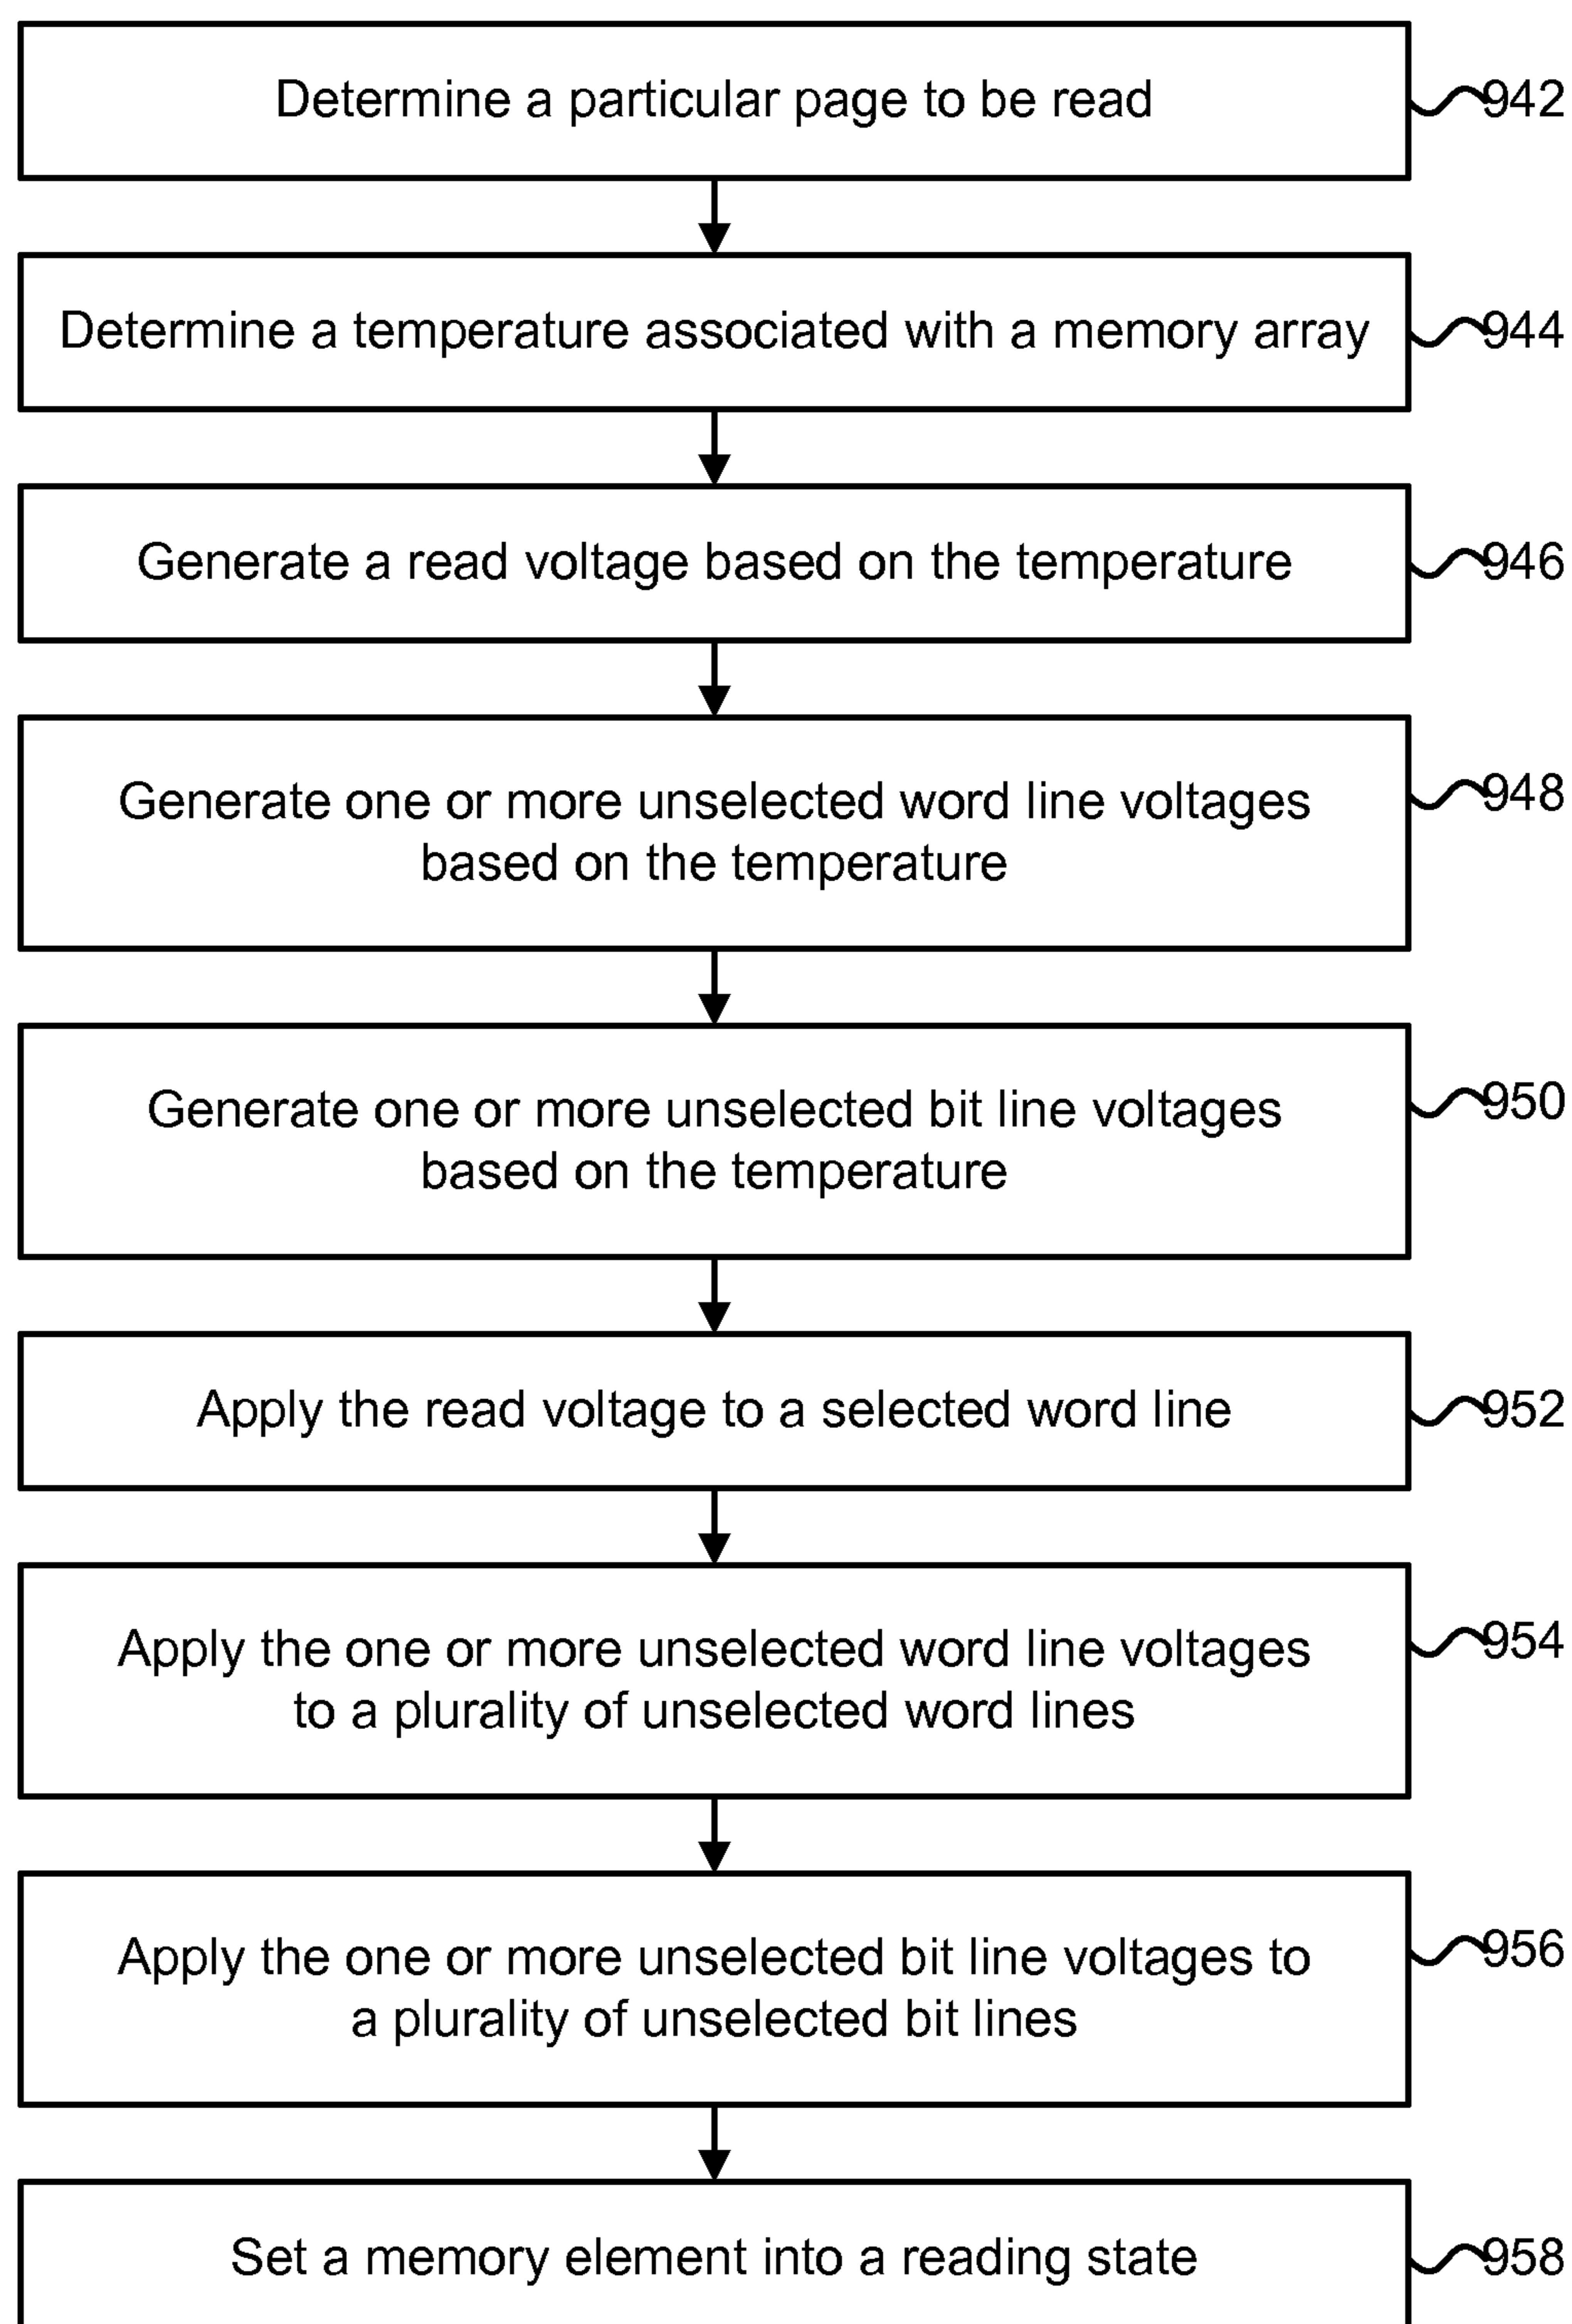 Determine a particular page to be read
942
Determine a temperature associated with a memory array
944
Generate a read voltage based on the temperature
946
Generate one or more unselected word line voltages
based on the temperature
948
Generate one or more unselected bit line voltages
based on the temperature
950
Apply the read voltage to a selected word line
952
Apply the one or more unselected word line voltages
to a plurality of unselected word lines
954
Apply the one or more unselected bit line voltages to
a plurality of unselected bit lines
956
Set a memory element into a reading state
958